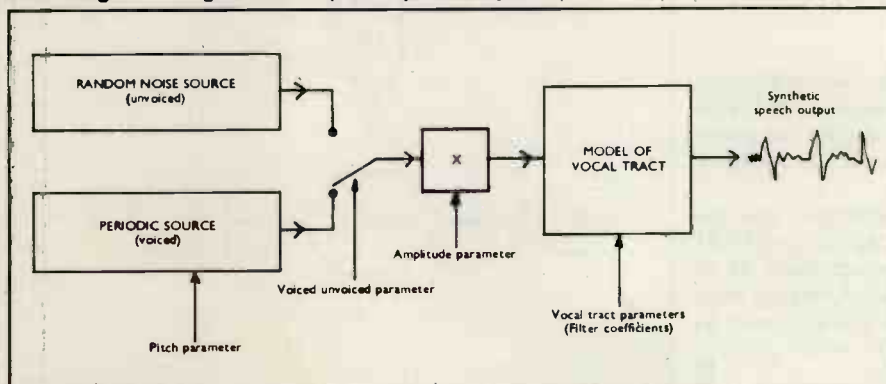 RANDOM NOISE SOURCE
(unvoiced)
PERIODIC SOURCE
(voiced)
Pitch parameter
Voiced unvoiced parameter
X
Amplitude parameter
MODEL OF
VOCAL TRACT
Vocal tract parameters
(Filter coefficients)
Synthetic
speech output